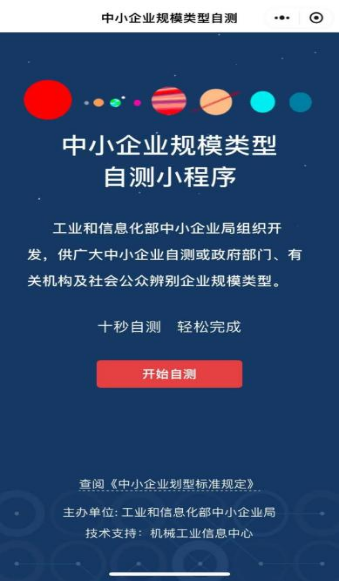 中小企业规模类型自测
中小企业规模类型
自测小程序
工业和信息化部中小企业局组织开
发，供广大中小企业自测或政府部门、有
关机构及社会公众辨别企业规模类型。
十秒自测 轻松完成
开始自测
查阅《中小企业划型标准规定》
主办单位: 工业和信息化部中小企业局
技术支持: 机械工业信息中心